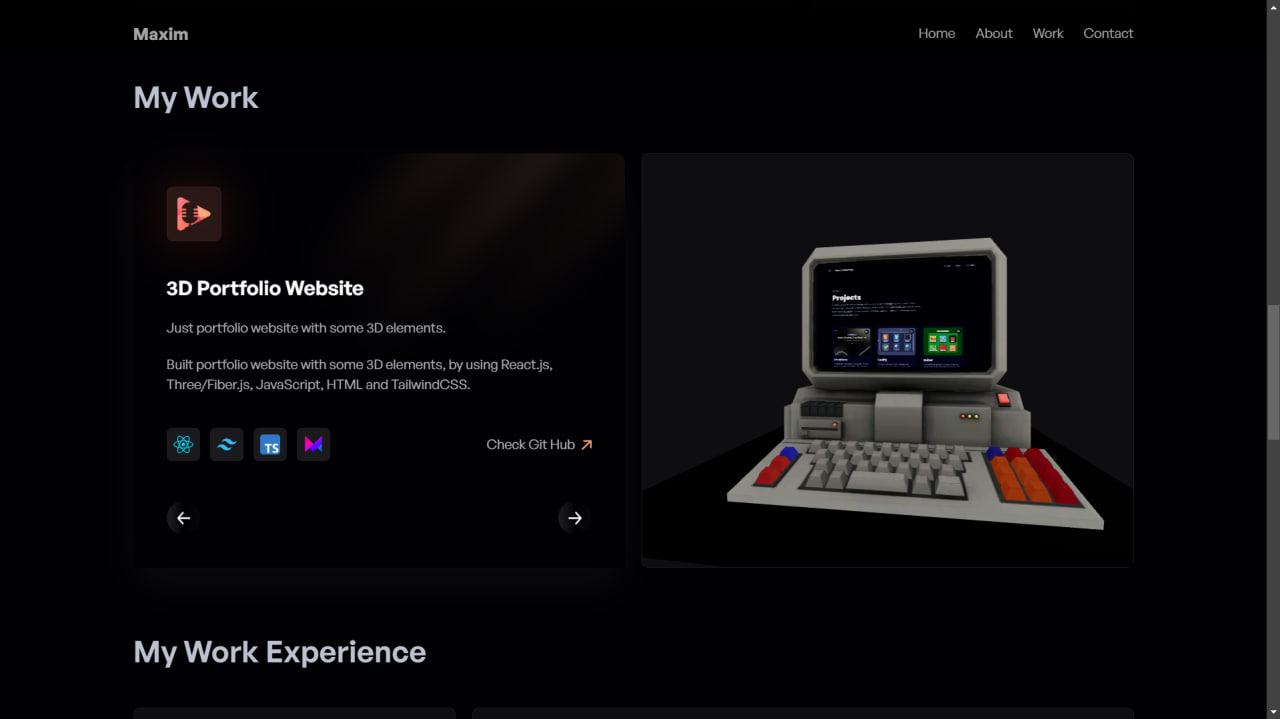 Maxim
Home About Work Contact
My Work
3D Portfolio Website
Just portfolio website with some 3D elements.
Built portfolio website with some 3D elements, by using React.js,
Three/Fiber.js, JavaScript, HTML and TailwindCSS.
TS
Check Git Hub
Projects
My Work Experience